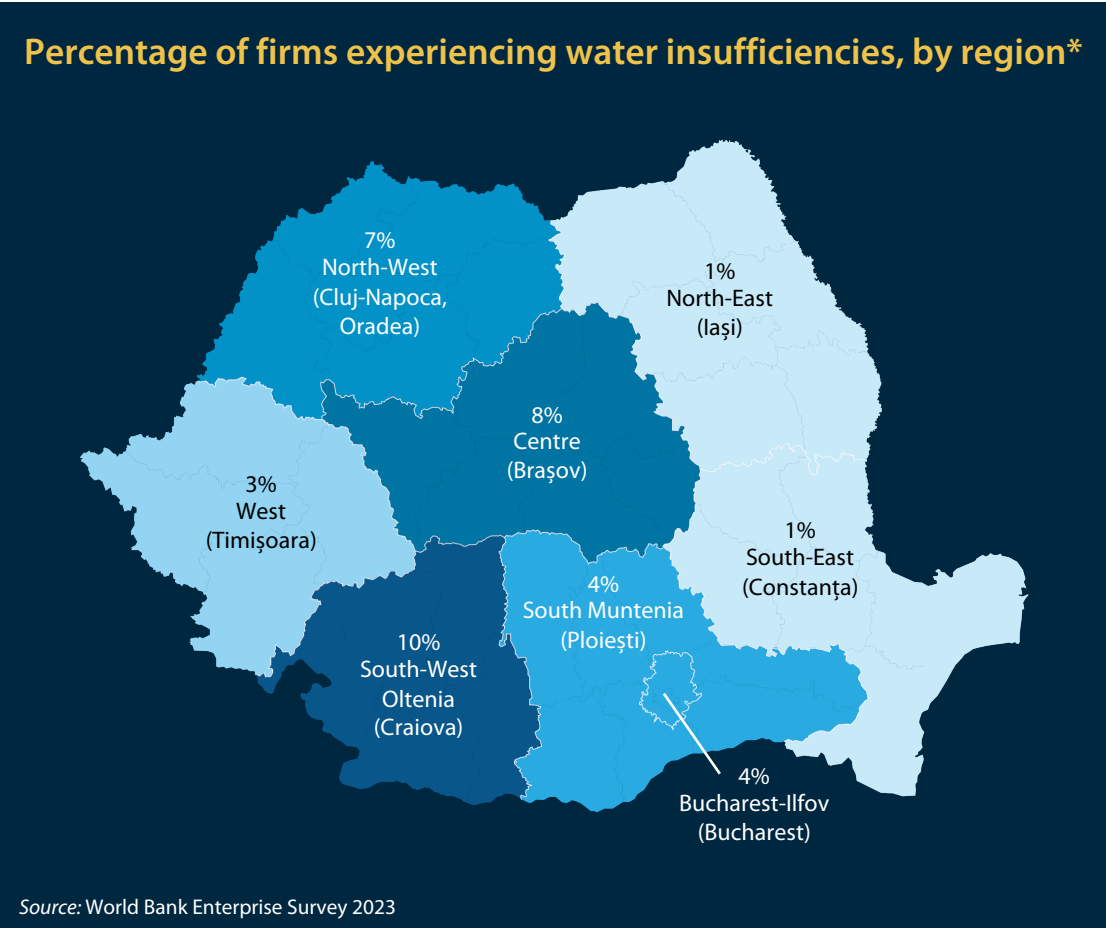 Percentage of firms experiencing water insufficiencies, by region*
7%
North-West
(Cluj-Napoca,
Oradea)
1%
North-East
(Iași)
8%
Centre
(Brașov)
3%
West
(Timișoara)
1%
South-East
(Constanța)
4%
South Muntenia
(Ploiești)
10%
South-West
Oltenia
(Craiova)
4%
Bucharest-Ilfov
(Bucharest)
Source: World Bank Enterprise Survey 2023